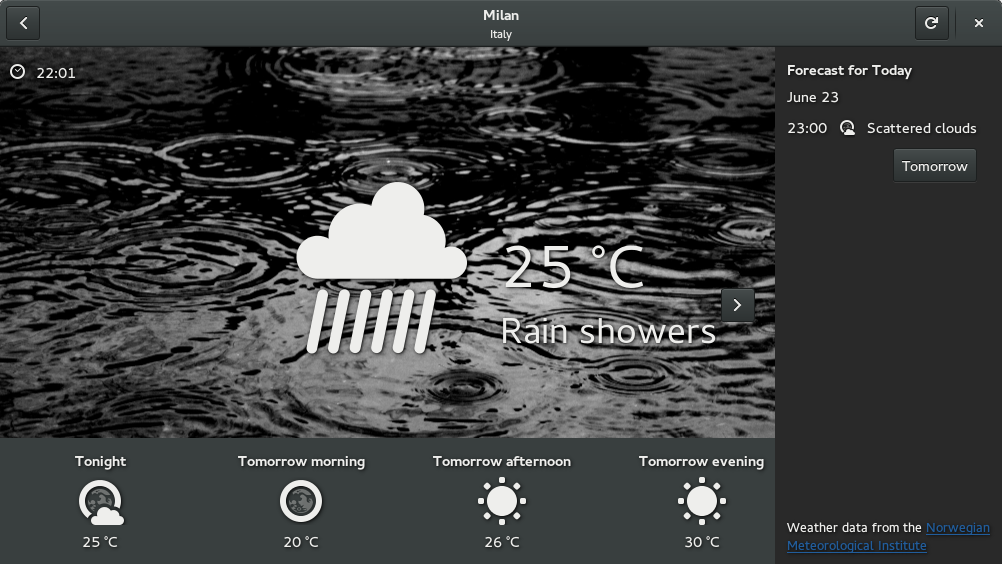 Milan
Italy
22:01
25 °C
Rain showers
Forecast for Today
June 23
23:00 Scattered clouds
Tomorrow
Tonight Tomorrow morning Tomorrow afternoon Tomorrow evening
25 °C 20 °C 26 °C 30 °C
Weather data from the Norwegian
Meteorological Institute